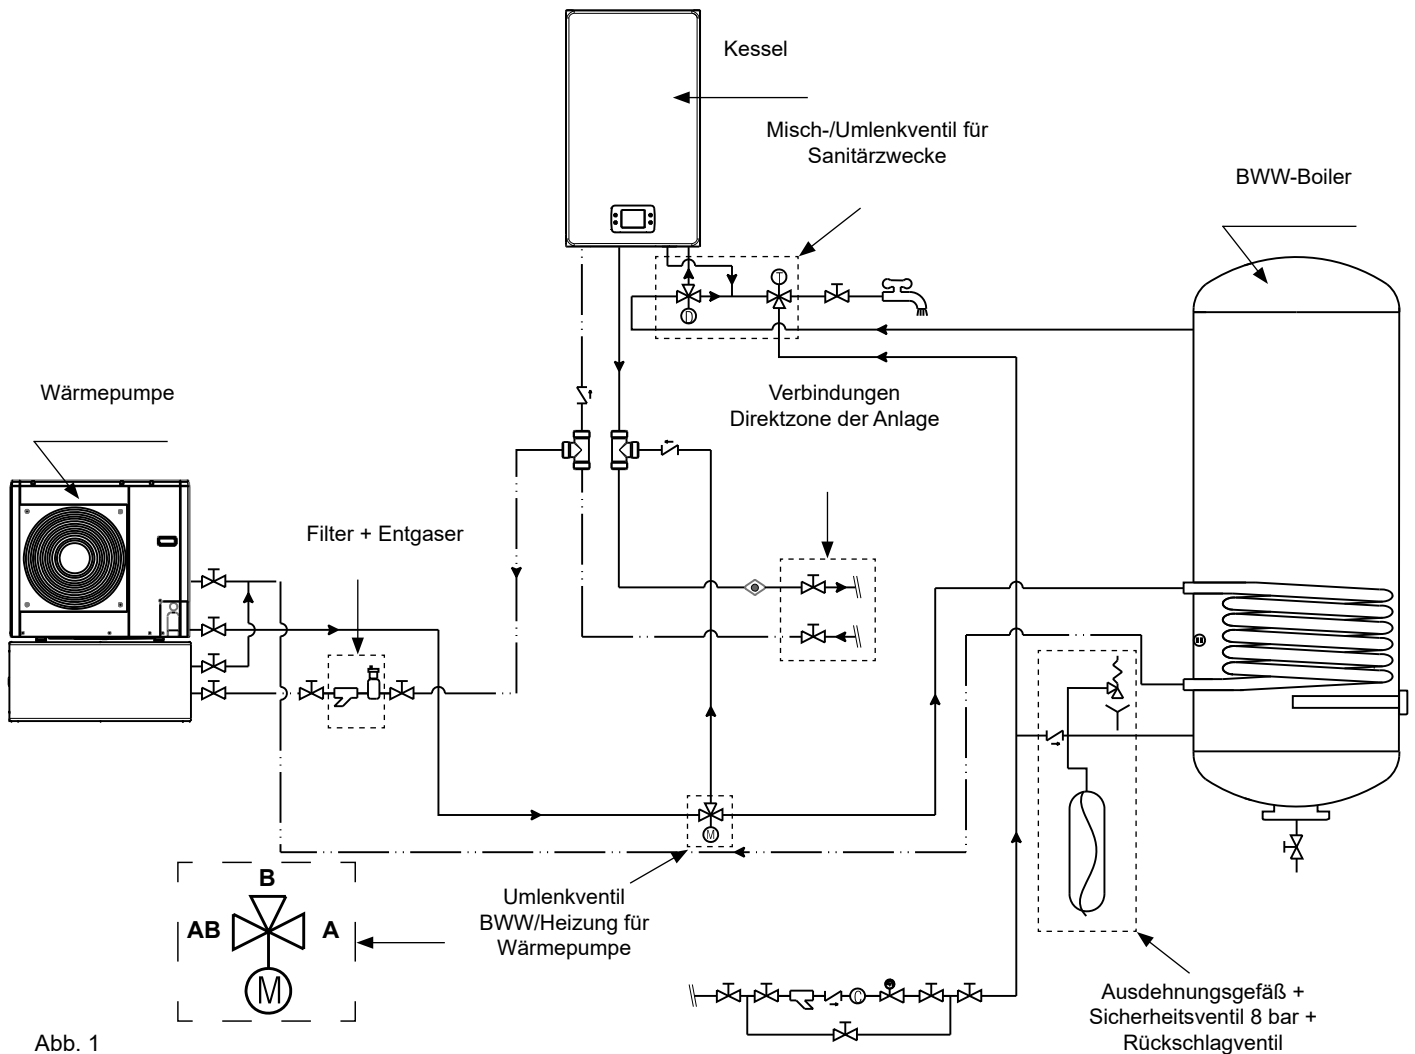 Kessel
Misch-/Umlenkventil für
Sanitärzwecke
BWW-Boiler
T
D
Wärmepumpe
Verbindungen
Direktzone der Anlage
Filter + Entgaser
M
B
AB
A
M
Umlenkventil
BWW/Heizung für
Wärmepumpe
C
Ausdehnungsgefäß +
Sicherheitsventil 8 bar +
Rückschlagventil
Abb. 1